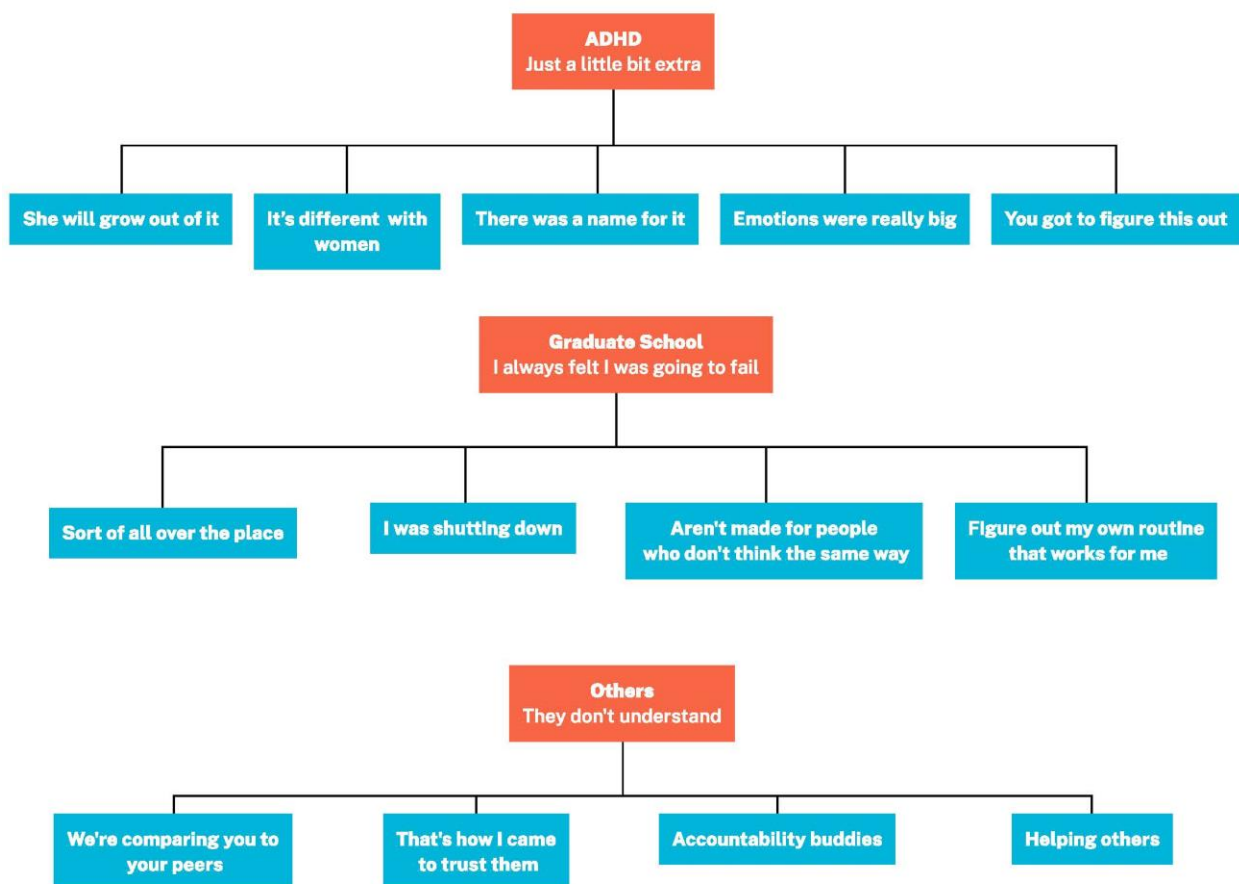 ADHD
Just a little bit extra
She will grow out of it
It's different with
women
There was a name for it
Emotions were really big
You got to figure this out
Graduate School
I always felt I was going to fail
Sort of all over the place
I was shutting down
Aren't made for people
who don't think the same way
Figure out my own routine
that works for me
Others
They don't understand
We're comparing you to
your peers
That's how I came
to trust them
Accountability buddies
Helping others